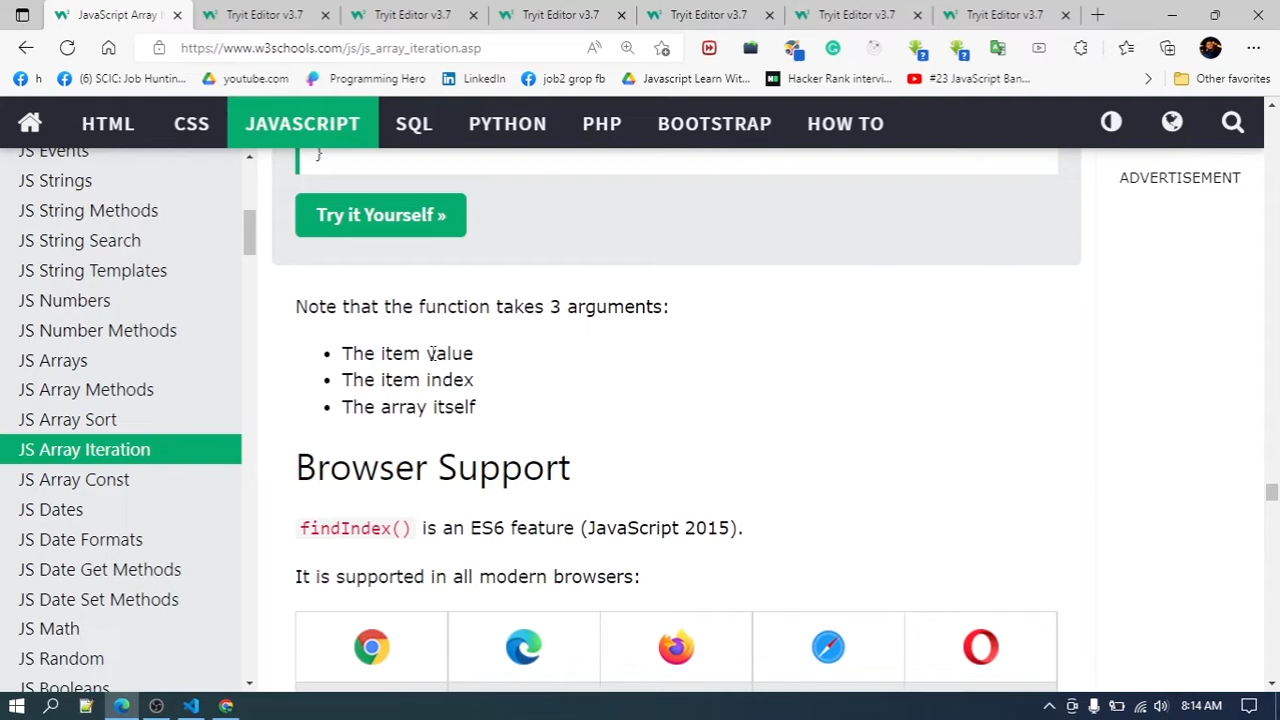 JavaScript Array I
Tryit Editor v3.7
Tryit Editor v3.7
Tryit Editor v3.7
Tryit Editor v3.7
Tryit Editor v3.7
Tryit Editor v3.7
https://www.w3schools.com/js/js_array_iteration.asp
h
(6) SCIC: Job Huntin...
youtube.com
Programming Hero
LinkedIn
job2 grop fb
Javascript Learn Wit...
Hacker Rank intervi...
#23 JavaScript Ban...
Other favorites
HTML
CSS
JAVASCRIPT
SQL
PYTHON
PHP
BOOTSTRAP
HOW TO
JS Events
JS Strings
JS String Methods
JS String Search
JS String Templates
JS Numbers
JS Number Methods
JS Arrays
JS Array Methods
JS Array Sort
JS Array Iteration
JS Array Const
JS Dates
JS Date Formats
JS Date Get Methods
JS Date Set Methods
JS Math
JS Random
JS Booleans
}
Try it Yourself »
Note that the function takes 3 arguments:
• The item value
• The item index
• The array itself
Browser Support
findIndex() is an ES6 feature (JavaScript 2015).
It is supported in all modern browsers:
ADVERTISEMENT
8:14 AM